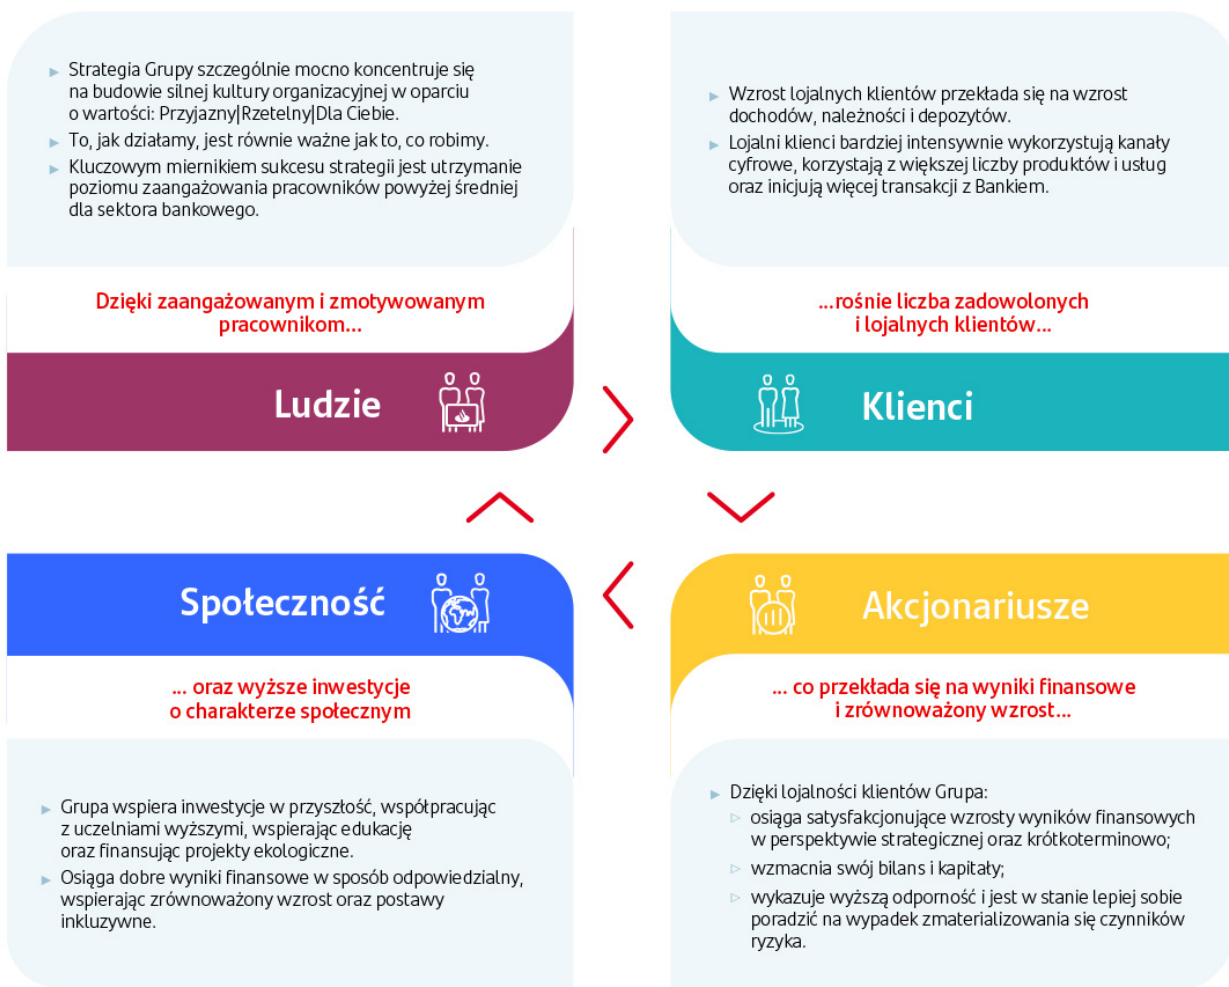 ► Strategia Grupy szczególnie mocno koncentruje się
na budowie silnej kultury organizacyjnej w oparciu
o wartości: Przyjazny|Rzetelny|Dla Ciebie.
► To, jak działamy, jest równie ważne jak to, co robimy.
► Kluczowym miernikiem sukcesu strategii jest utrzymanie
poziomu zaangażowania pracowników powyżej średniej
dla sektora bankowego.
Dzięki zaangażowanym i zmotywowanym
pracownikom...
Ludzie
► Wzrost lojalnych klientów przekłada się na wzrost
dochodów, należności i depozytów.
► Lojalni klienci bardziej intensywnie wykorzystują kanały
cyfrowe, korzystają z większej liczby produktów i usług
oraz inicjują więcej transakcji z Bankiem.
...rośnie liczba zadowolonych
i lojalnych klientów...
Klienci
Akcjonariusze
... co przekłada się na wyniki finansowe
i zrównoważony wzrost...
► Dzięki lojalności klientów Grupa:
▷ osiąga satysfakcjonujące wzrosty wyników finansowych
w perspektywie strategicznej oraz krótkoterminowo;
▷ wzmacnia swój bilans i kapitały;
▷ wykazuje wyższą odporność i jest w stanie lepiej sobie
poradzić na wypadek zmaterializowania się czynników
ryzyka.
Społeczność
... oraz wyższe inwestycje
o charakterze społecznym
► Grupa wspiera inwestycje w przyszłość, współpracując
z uczelniami wyższymi, wspierając edukację
oraz finansując projekty ekologiczne.
► Osiąga dobre wyniki finansowe w sposób odpowiedzialny,
wspierając zrównoważony wzrost oraz postawy
inkluzywne.